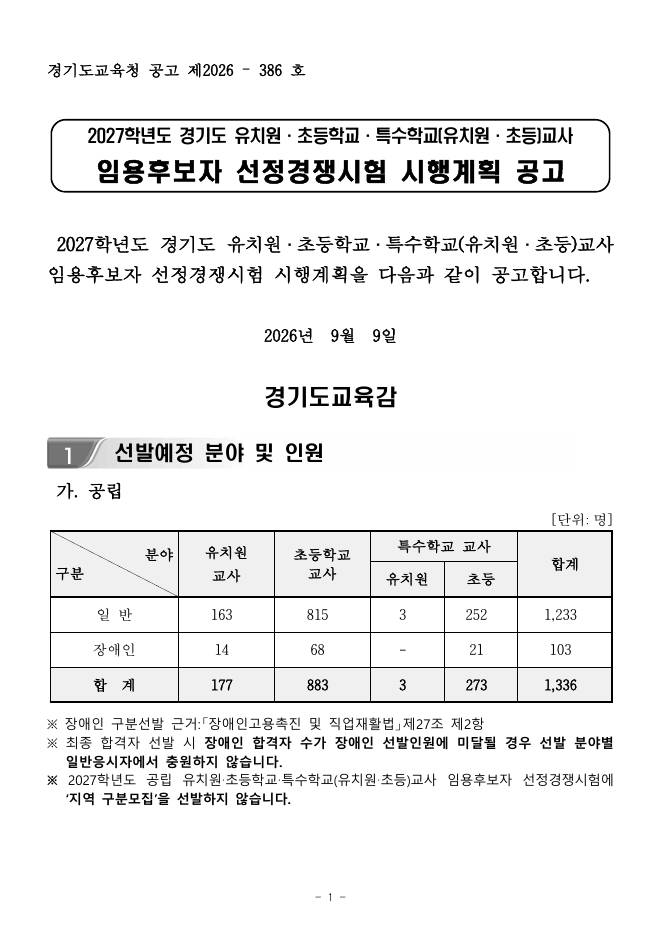 경기도교육청 공고 제2026 - 386 호
2027학년도 경기도 유치원·초등학교·특수학교(유치원·초등)교사
임용후보자 선정경쟁시험 시행계획 공고
2027학년도 경기도 유치원·초등학교·특수학교(유치원·초등)교사
임용후보자 선정경쟁시험 시행계획을 다음과 같이 공고합니다.
2026년 9월 9일
경기도교육감
1 선발예정 분야 및 인원
가. 공립
[단위: 명]
분야 구분 유치원 교사 초등학교 교사 특수학교 교사 합계
유치원 초등
일 반 163 815 3 252 1,233
장애인 14 68 - 21 103
합 계 177 883 3 273 1,336
※ 장애인 구분선발 근거:「장애인고용촉진 및 직업재활법」제27조 제2항
※ 최종 합격자 선발 시 장애인 합격자 수가 장애인 선발인원에 미달될 경우 선발 분야별
일반응시자에서 충원하지 않습니다.
※ 2027학년도 공립 유치원·초등학교·특수학교(유치원·초등)교사 임용후보자 선정경쟁시험에
‘지역 구분모집’을 선발하지 않습니다.
- 1 -